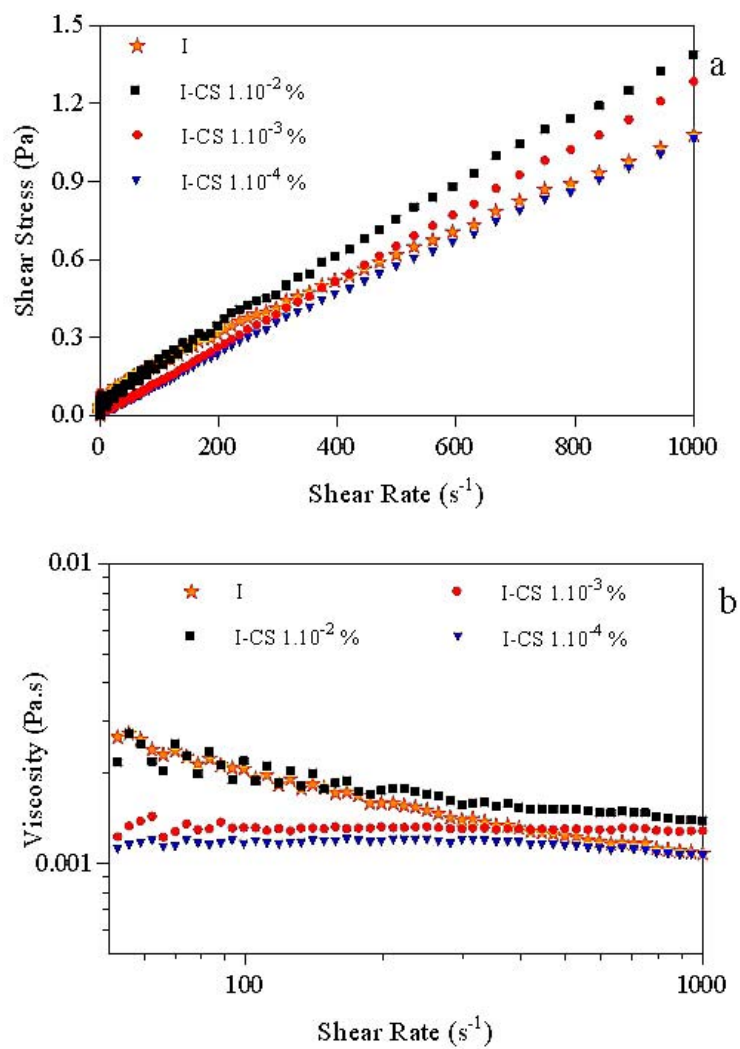 1.5
1.2
0.9
0.6
0.3
0.0
Shear Stress (Pa)
I
I-CS 1.10⁻² %
I-CS 1.10⁻³ %
I-CS 1.10⁻⁴ %
a
0 200 400 600 800 1000
Shear Rate (s⁻¹)
0.01
0.001
Viscosity (Pa.s)
I
I-CS 1.10⁻³ %
I-CS 1.10⁻² %
I-CS 1.10⁻⁴ %
b
100 1000
Shear Rate (s⁻¹)